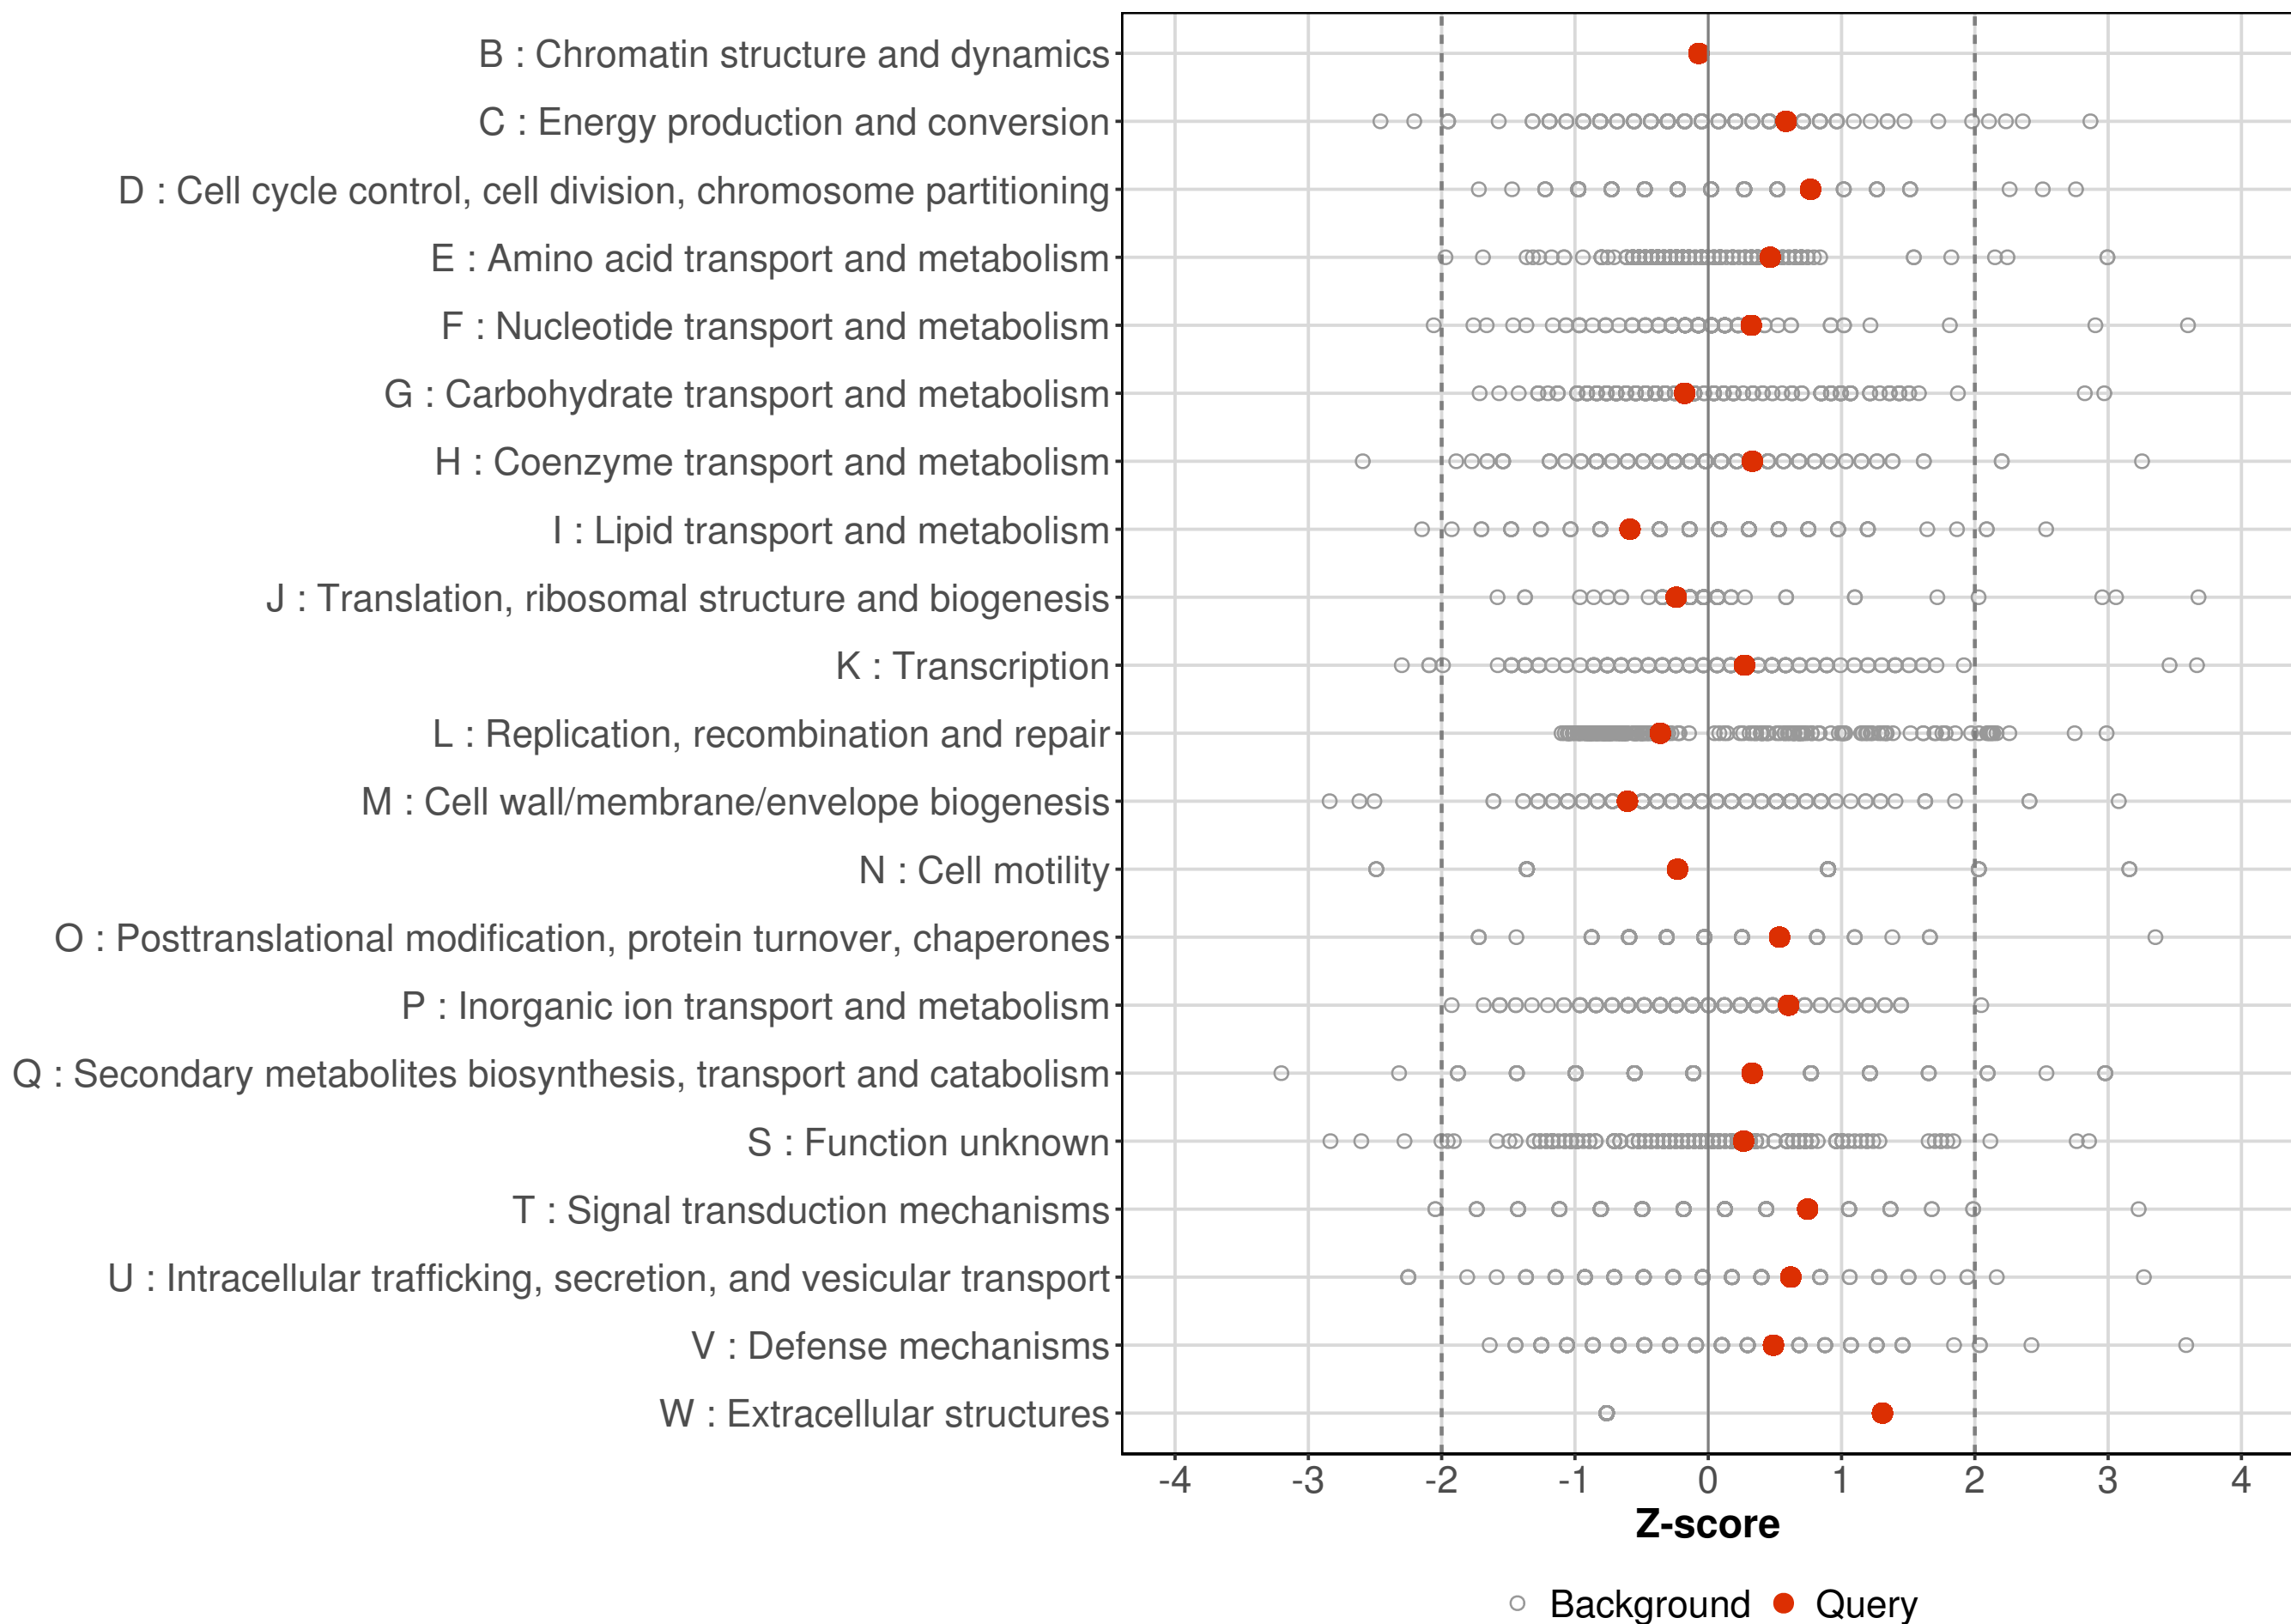 B : Chromatin structure and dynamics
C : Energy production and conversion
D : Cell cycle control, cell division, chromosome partitioning
E : Amino acid transport and metabolism
F : Nucleotide transport and metabolism
G : Carbohydrate transport and metabolism
H : Coenzyme transport and metabolism
I : Lipid transport and metabolism
J : Translation, ribosomal structure and biogenesis
K : Transcription
L : Replication, recombination and repair
M : Cell wall/membrane/envelope biogenesis
N : Cell motility
O : Posttranslational modification, protein turnover, chaperones
P : Inorganic ion transport and metabolism
Q : Secondary metabolites biosynthesis, transport and catabolism
S : Function unknown
T : Signal transduction mechanisms
U : Intracellular trafficking, secretion, and vesicular transport
V : Defense mechanisms
W : Extracellular structures
-4 -3 -2 -1 0 1 2 3 4
Z-score
Background Query